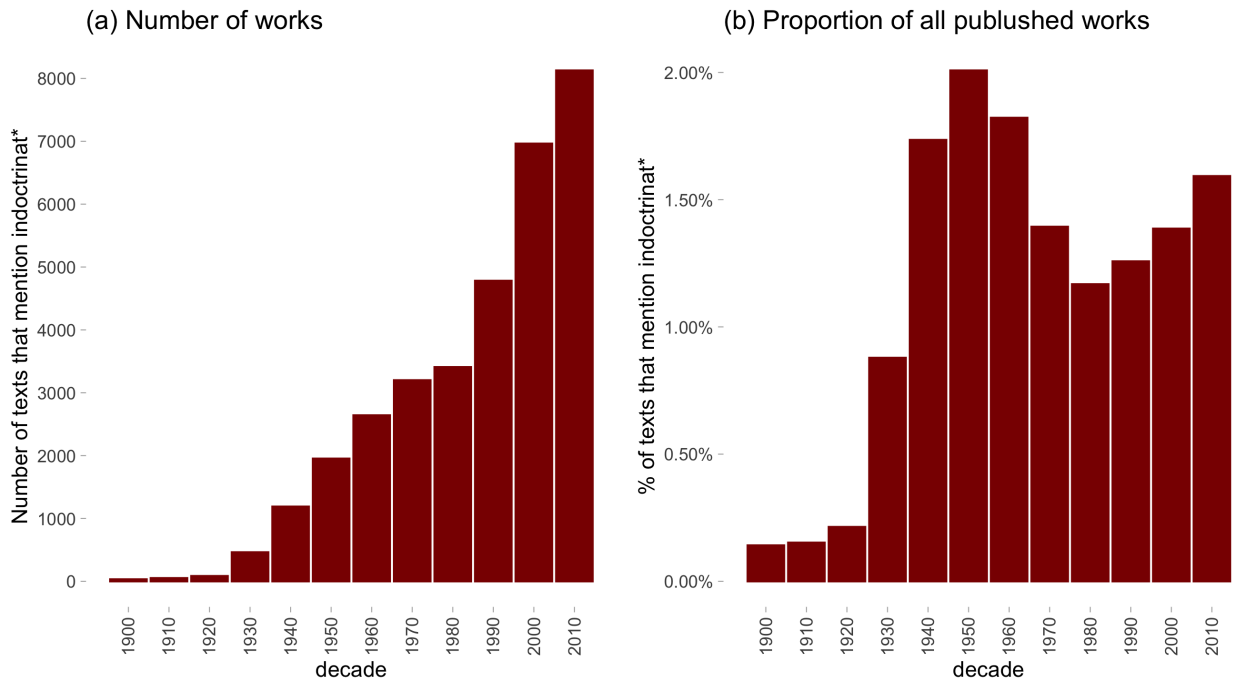 (a) Number of works
Number of texts that mention indoctrinat*
8000
7000
6000
5000
4000
3000
2000
1000
0
1900 1910 1920 1930 1940 1950 1960 1970 1980 1990 2000 2010
decade
(b) Proportion of all publushed works
% of texts that mention indoctrinat*
2.00%
1.50%
1.00%
0.50%
0.00%
1900 1910 1920 1930 1940 1950 1960 1970 1980 1990 2000 2010
decade